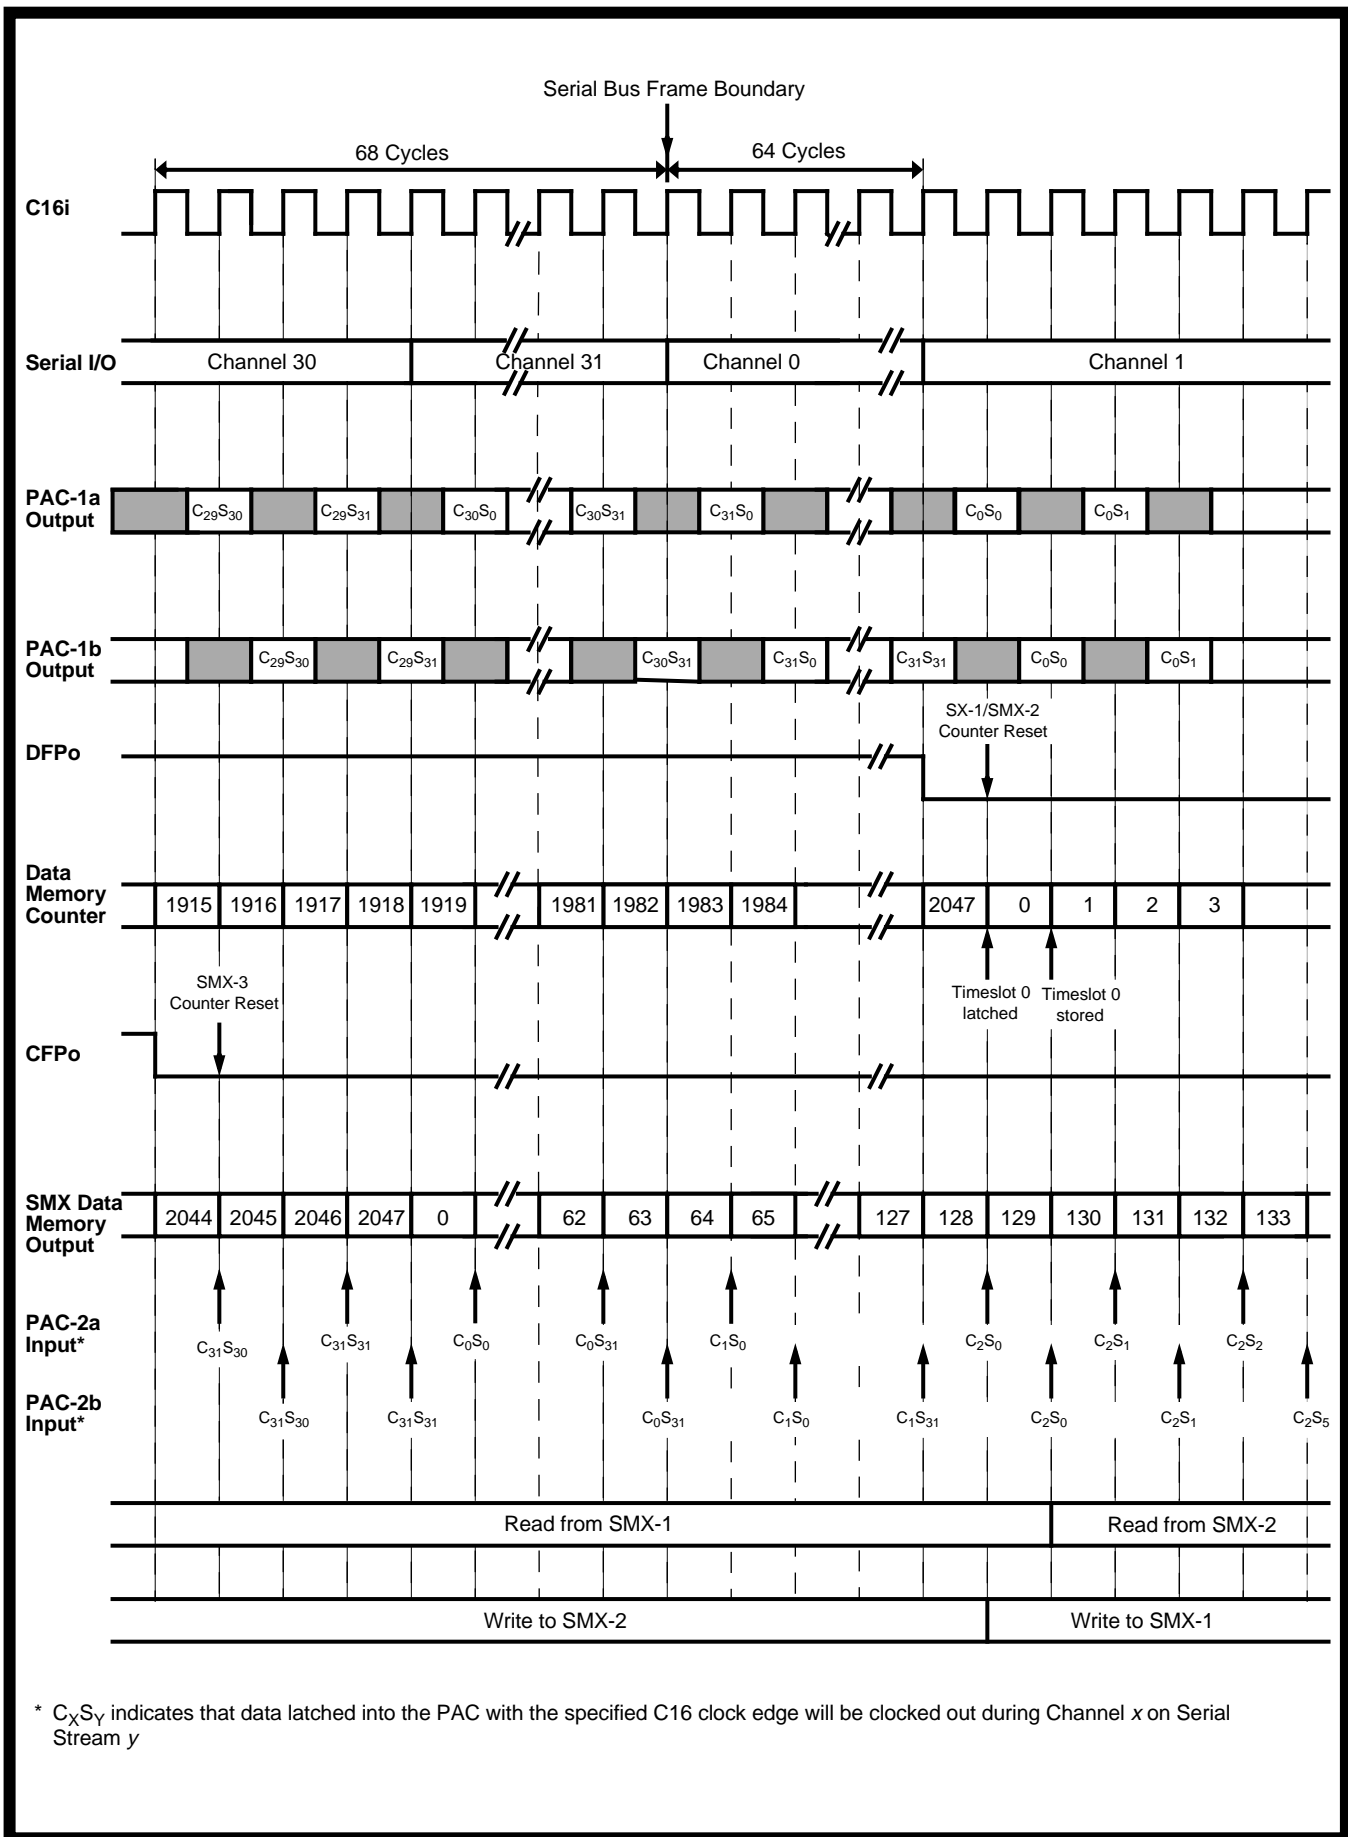 Serial Bus Frame Boundary
68 Cycles 64 Cycles
C16i
Serial I/O Channel 30 Channel 31 Channel 0 Channel 1
PAC-1a
Output
C29S30 C29S31 C30S0 C30S31 C31S0 C0S0 C0S1
PAC-1b
Output
C29S30 C29S31 C30S31 C31S0 C31S31 C0S0 C0S1
SX-1/SMX-2
Counter Reset
DFPo
Data
Memory
Counter
1915 1916 1917 1918 1919 1981 1982 1983 1984 2047 0 1 2 3
SMX-3
Counter Reset
Timeslot 0
latched
Timeslot 0
stored
CFPo
SMX Data
Memory
Output
2044 2045 2046 2047 0 62 63 64 65 127 128 129 130 131 132 133
PAC-2a
Input*
C31S30 C31S31 C0S0 C0S31 C1S0 C2S0 C2S1 C2S2
PAC-2b
Input*
C31S30 C31S31 C0S31 C1S0 C1S31 C2S0 C2S1 C2S5
Read from SMX-1 Read from SMX-2
Write to SMX-2 Write to SMX-1
* CXSY indicates that data latched into the PAC with the specified C16 clock edge will be clocked out during Channel x on Serial
Stream y